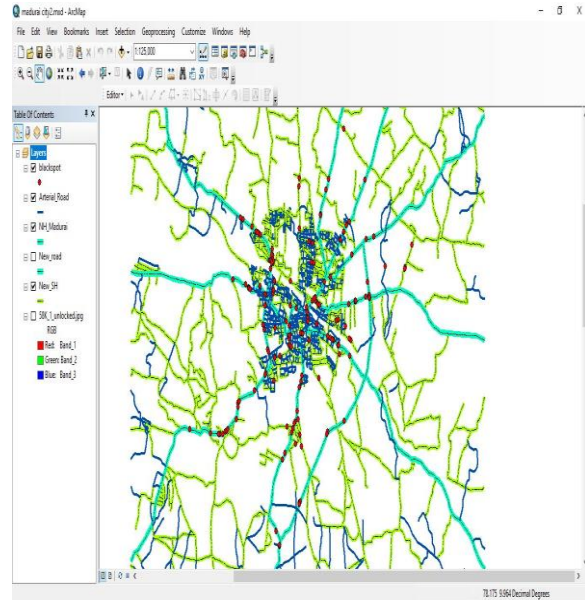 madurai city2.mxd - ArcMap
File Edit View Bookmarks Insert Selection Geoprocessing Customize Windows Help
1:125,000
Editor
Table Of Contents
Layers
blackspot
Arterial_Road
NH_Madurai
New_road
New_SH
58K_1_unlocked.jpg
RGB
Red: Band_1
Green: Band_2
Blue: Band_3
78.175 9.964 Decimal Degrees